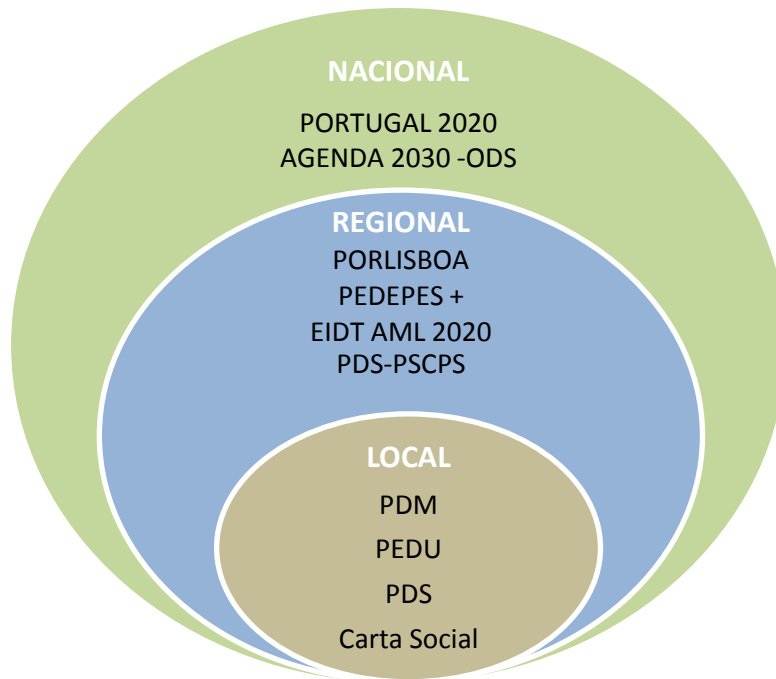 NACIONAL
PORTUGAL 2020
AGENDA 2030 -ODS
REGIONAL
PORLISBOA
PEDEPES +
EIDT AML 2020
PDS-PSCPS
LOCAL
PDM
PEDU
PDS
Carta Social